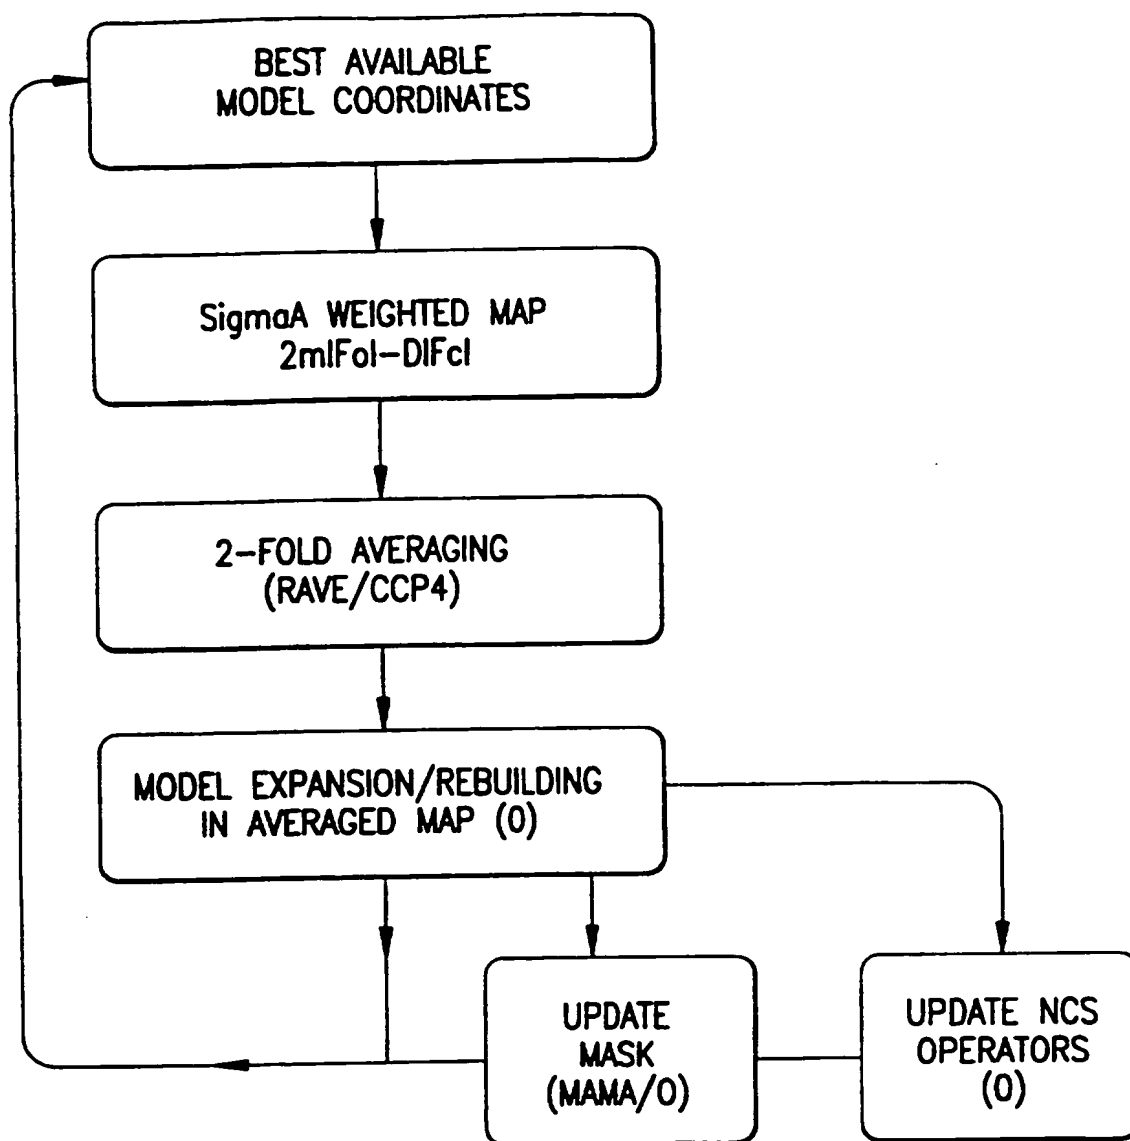 BEST AVAILABLE
MODEL COORDINATES
SigmaA WEIGHTED MAP
2m|Fo|-D|Fc|
2-FOLD AVERAGING
(RAVE/CCP4)
MODEL EXPANSION/REBUILDING
IN AVERAGED MAP (O)
UPDATE
MASK
(MAMA/O)
UPDATE NCS
OPERATORS
(O)